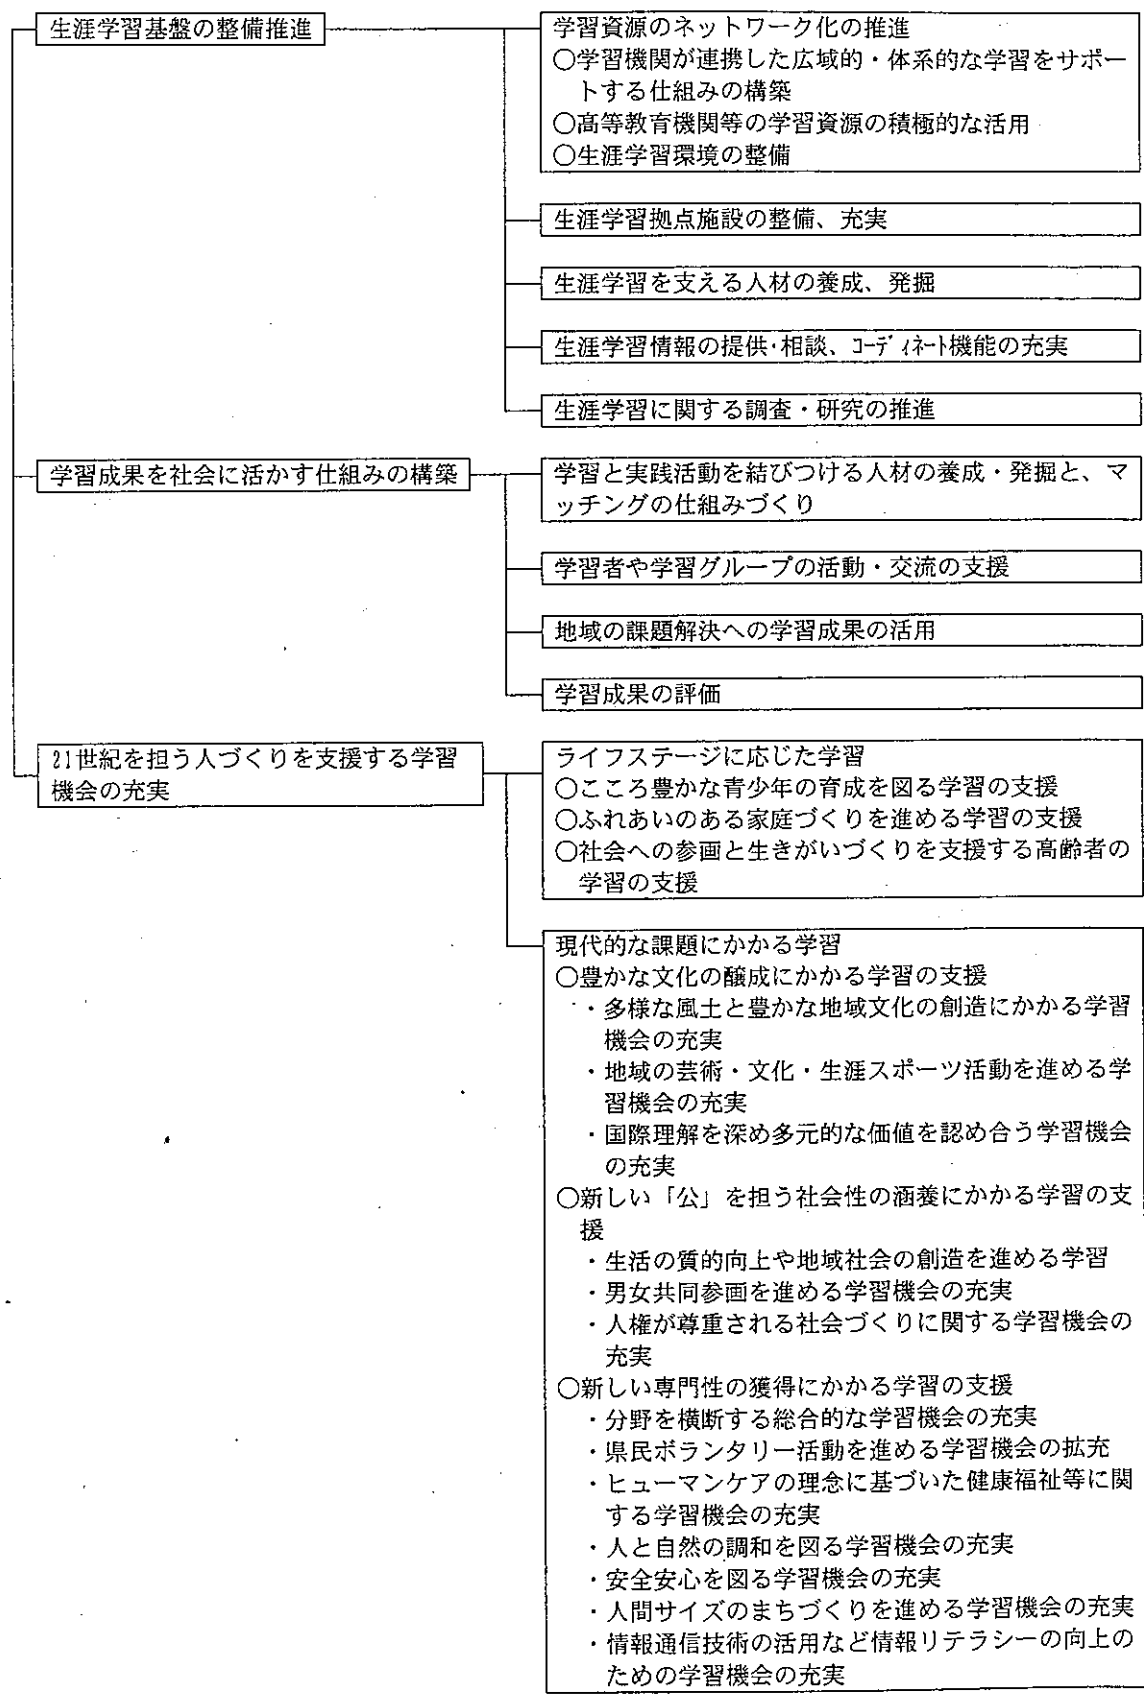 生涯学習基盤の整備推進
学習資源のネットワーク化の推進
○学習機関が連携した広域的・体系的な学習をサポー
トする仕組みの構築
○高等教育機関等の学習資源の積極的な活用
○生涯学習環境の整備
生涯学習拠点施設の整備、充実
生涯学習を支える人材の養成、発掘
生涯学習情報の提供･相談、ｺｰﾃﾞｨﾈｰﾄ機能の充実
生涯学習に関する調査・研究の推進
学習成果を社会に活かす仕組みの構築
学習と実践活動を結びつける人材の養成・発掘と、マ
ッチングの仕組みづくり
学習者や学習グループの活動・交流の支援
地域の課題解決への学習成果の活用
学習成果の評価
21世紀を担う人づくりを支援する学習
機会の充実
ライフステージに応じた学習
○こころ豊かな青少年の育成を図る学習の支援
○ふれあいのある家庭づくりを進める学習の支援
○社会への参画と生きがいづくりを支援する高齢者の
学習の支援
現代的な課題にかかる学習
○豊かな文化の醸成にかかる学習の支援
・多様な風土と豊かな地域文化の創造にかかる学習
機会の充実
・地域の芸術・文化・生涯スポーツ活動を進める学
習機会の充実
・国際理解を深め多元的な価値を認め合う学習機会
の充実
○新しい「公」を担う社会性の涵養にかかる学習の支
援
・生活の質的向上や地域社会の創造を進める学習
・男女共同参画を進める学習機会の充実
・人権が尊重される社会づくりに関する学習機会の
充実
○新しい専門性の獲得にかかる学習の支援
・分野を横断する総合的な学習機会の充実
・県民ボランタリー活動を進める学習機会の拡充
・ヒューマンケアの理念に基づいた健康福祉等に関
する学習機会の充実
・人と自然の調和を図る学習機会の充実
・安全安心を図る学習機会の充実
・人間サイズのまちづくりを進める学習機会の充実
・情報通信技術の活用など情報リテラシーの向上の
ための学習機会の充実